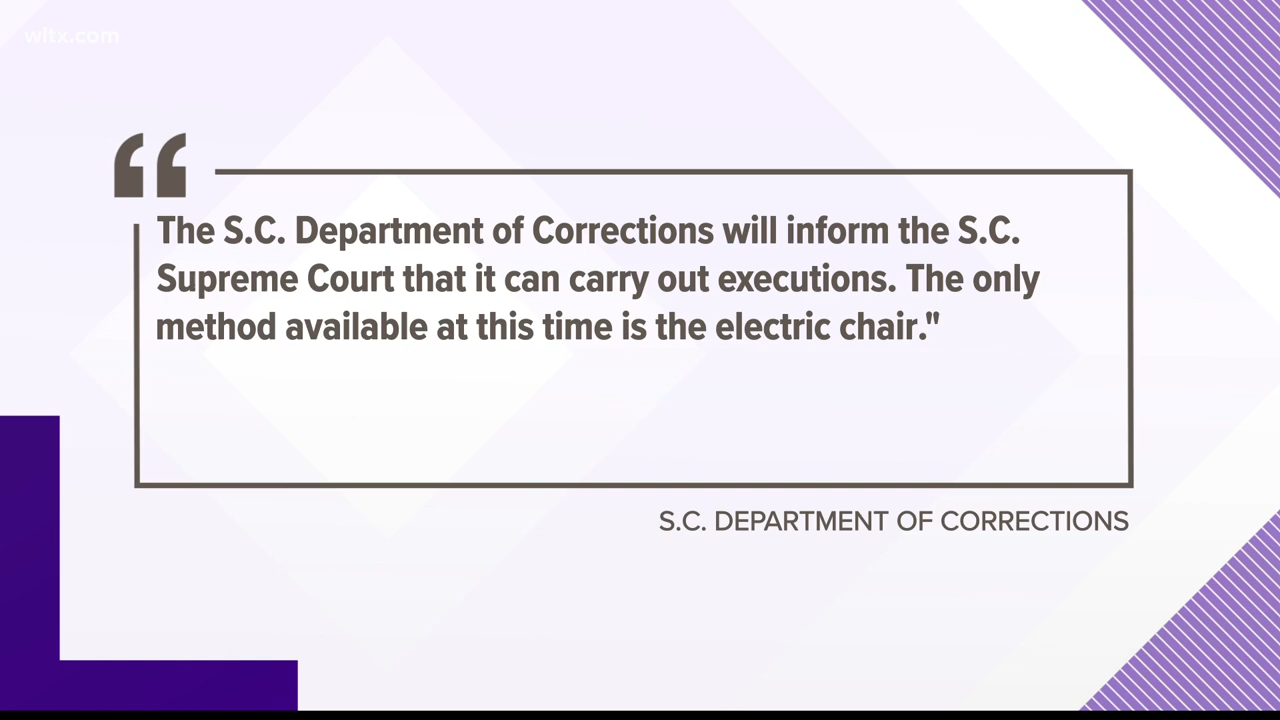 wltx.com
“
The S.C. Department of Corrections will inform the S.C.
Supreme Court that it can carry out executions. The only
method available at this time is the electric chair."
S.C. DEPARTMENT OF CORRECTIONS